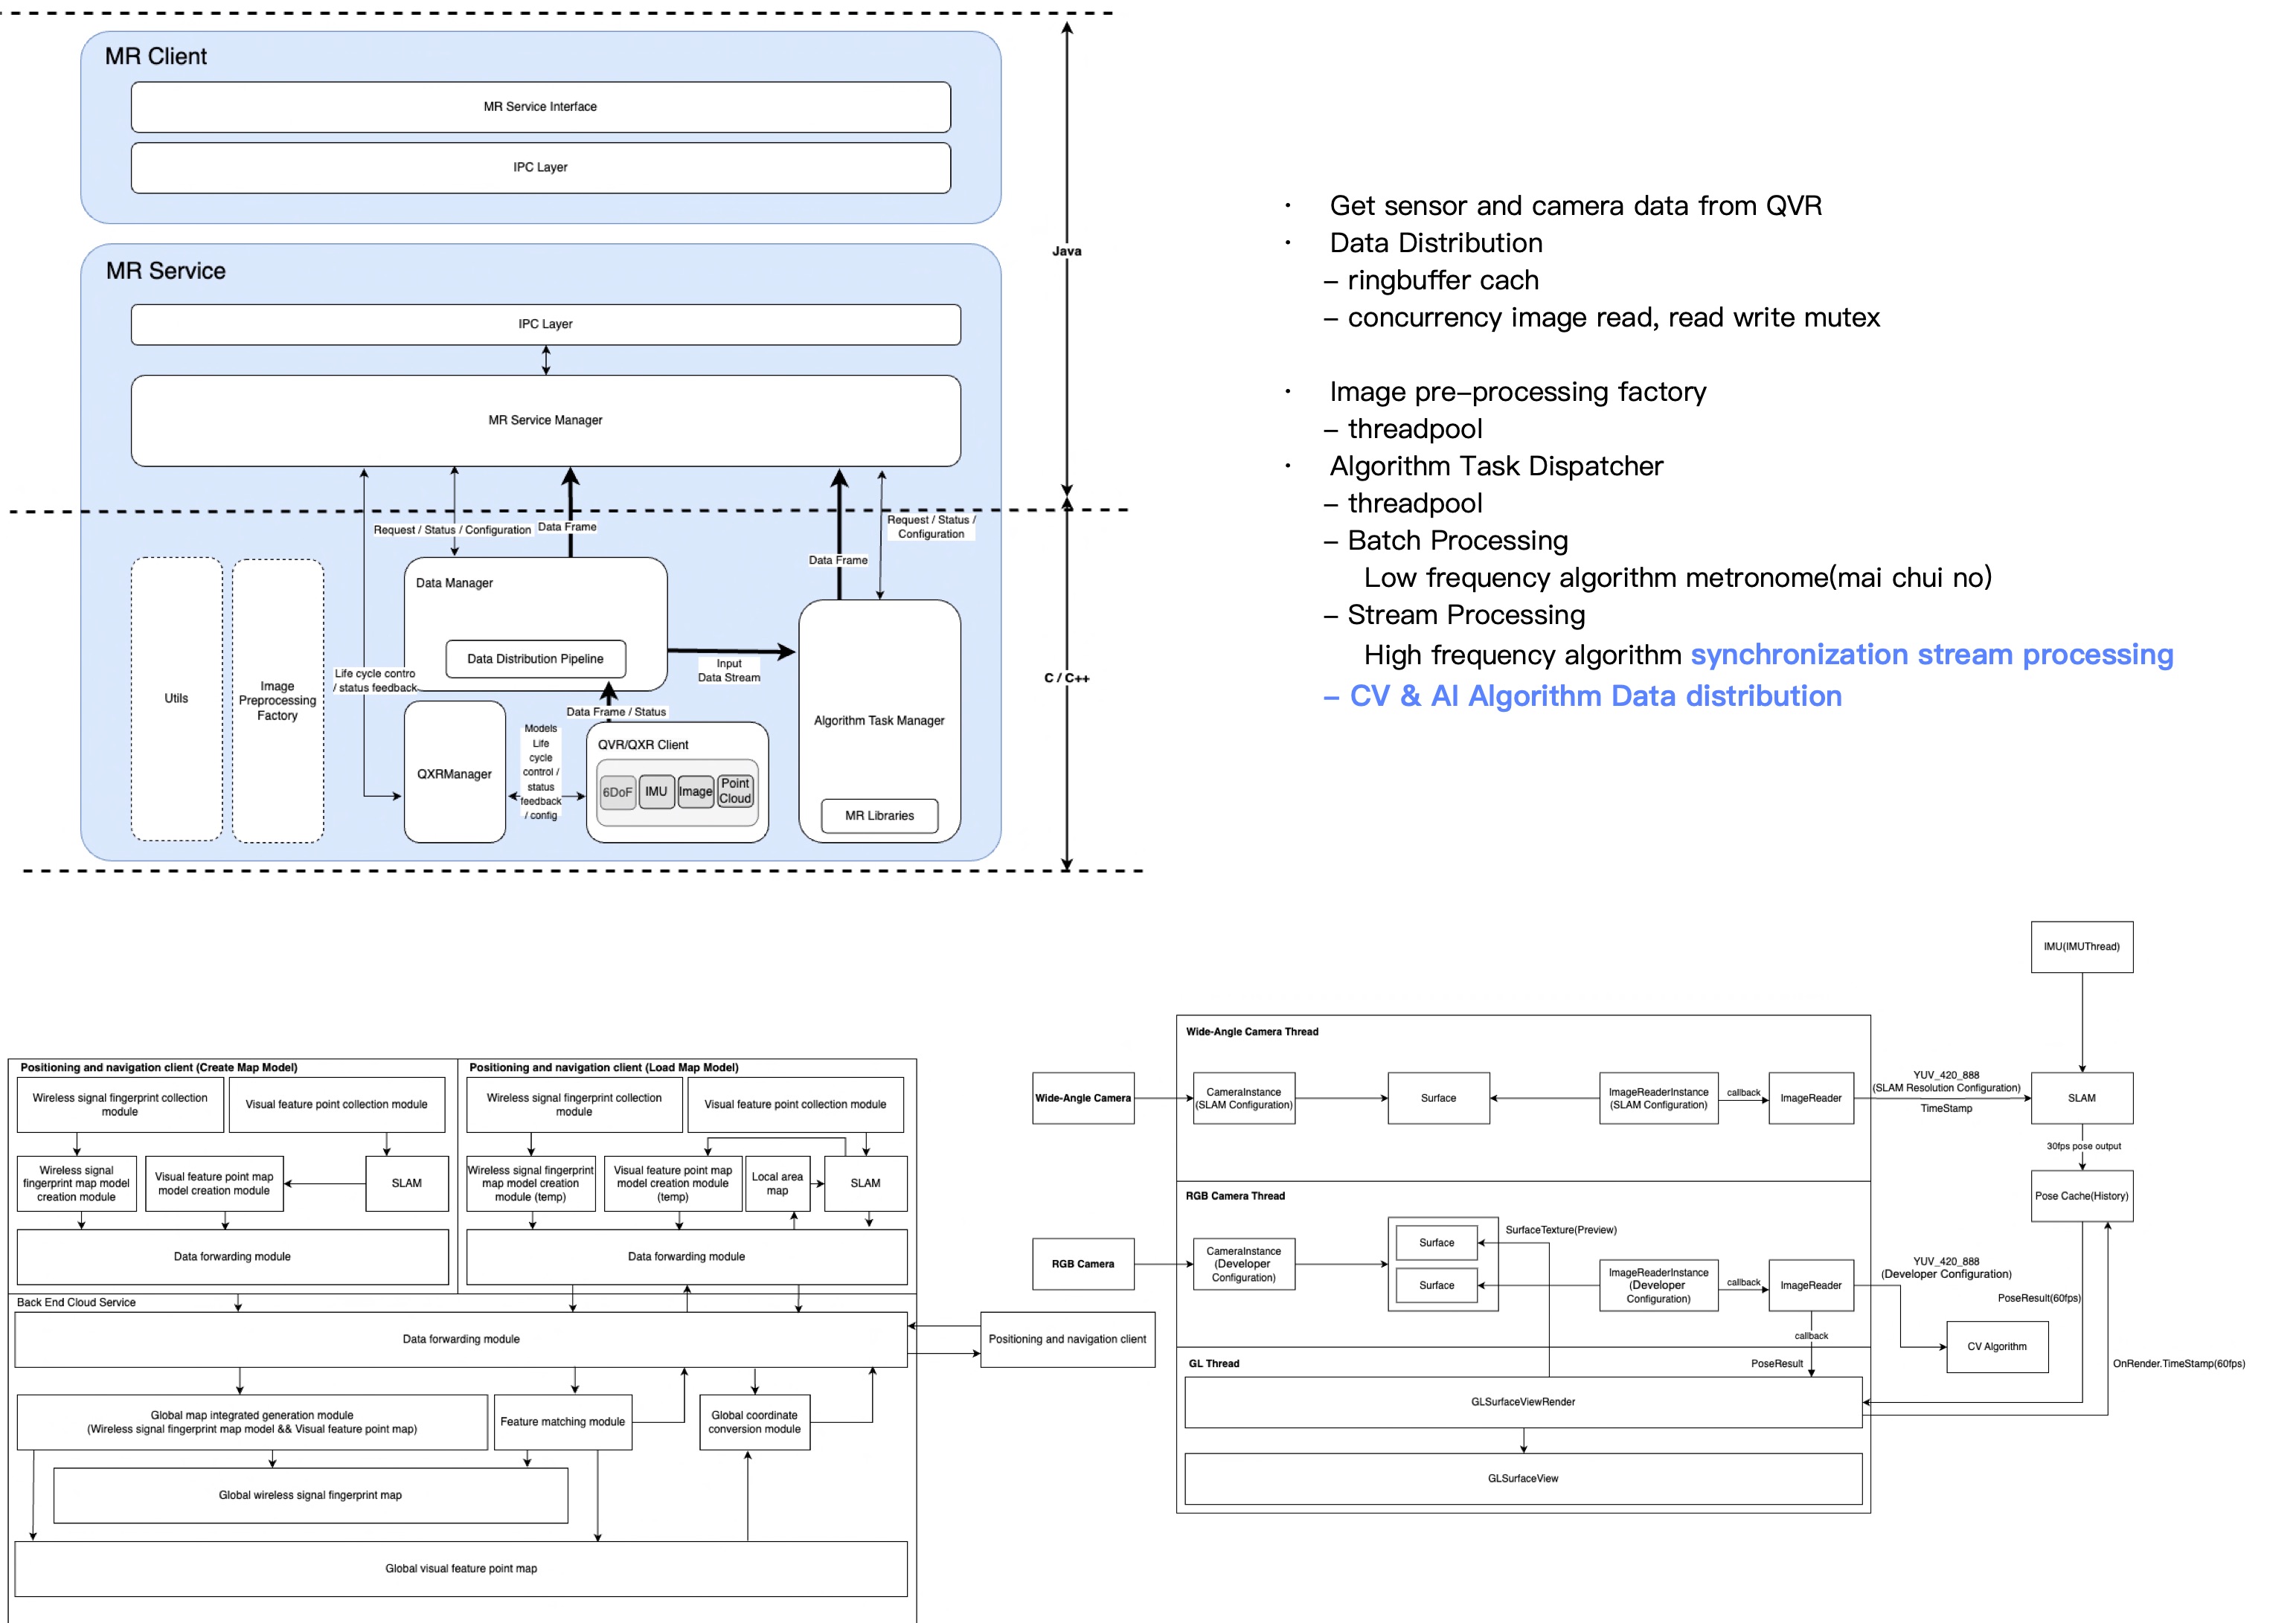 MR Client
MR Service Interface
IPC Layer
MR Service
IPC Layer
MR Service Manager
Java
Request / Status / Configuration
Data Frame
Request / Status /
Configuration
Data Frame
Data Manager
Data Distribution Pipeline
Input
Data Stream
Life cycle contro
/ status feedback
Utils
Image
Preprocessing
Factory
C / C++
Data Frame / Status
Algorithm Task Manager
QXRManager
Models
Life
cycle
control /
status
feedback
/ config
QVR/QXR Client
6DoF
IMU
Image
Point
Cloud
MR Libraries
· Get sensor and camera data from QVR
· Data Distribution
– ringbuffer cach
– concurrency image read, read write mutex
· Image pre–processing factory
– threadpool
· Algorithm Task Dispatcher
– threadpool
– Batch Processing
Low frequency algorithm metronome(mai chui no)
– Stream Processing
High frequency algorithm synchronization stream processing
– CV & AI Algorithm Data distribution
Positioning and navigation client (Create Map Model)
Wireless signal fingerprint collection
module
Visual feature point collection module
Wireless signal
fingerprint map model
creation module
Visual feature point map
model creation module
SLAM
Data forwarding module
Positioning and navigation client (Load Map Model)
Wireless signal fingerprint collection
module
Visual feature point collection module
Wireless signal fingerprint
map model creation
module (temp)
Visual feature point map
model creation module
(temp)
Local area
map
SLAM
Data forwarding module
Back End Cloud Service
Data forwarding module
Positioning and navigation client
Global map integrated generation module
(Wireless signal fingerprint map model && Visual feature point map)
Feature matching module
Global coordinate
conversion module
Global wireless signal fingerprint map
Global visual feature point map
IMU(IMUThread)
Wide-Angle Camera Thread
Wide-Angle Camera
CameraInstance
(SLAM Configuration)
Surface
ImageReaderInstance
(SLAM Configuration)
callback
ImageReader
YUV_420_888
(SLAM Resolution Configuration)
TimeStamp
SLAM
30fps pose output
Pose Cache(History)
RGB Camera Thread
RGB Camera
CameraInstance
(Developer
Configuration)
Surface
Surface
SurfaceTexture(Preview)
ImageReaderInstance
(Developer
Configuration)
callback
ImageReader
YUV_420_888
(Developer Configuration)
PoseResult(60fps)
callback
CV Algorithm
GL Thread
PoseResult
OnRender.TimeStamp(60fps)
GLSurfaceViewRender
GLSurfaceView